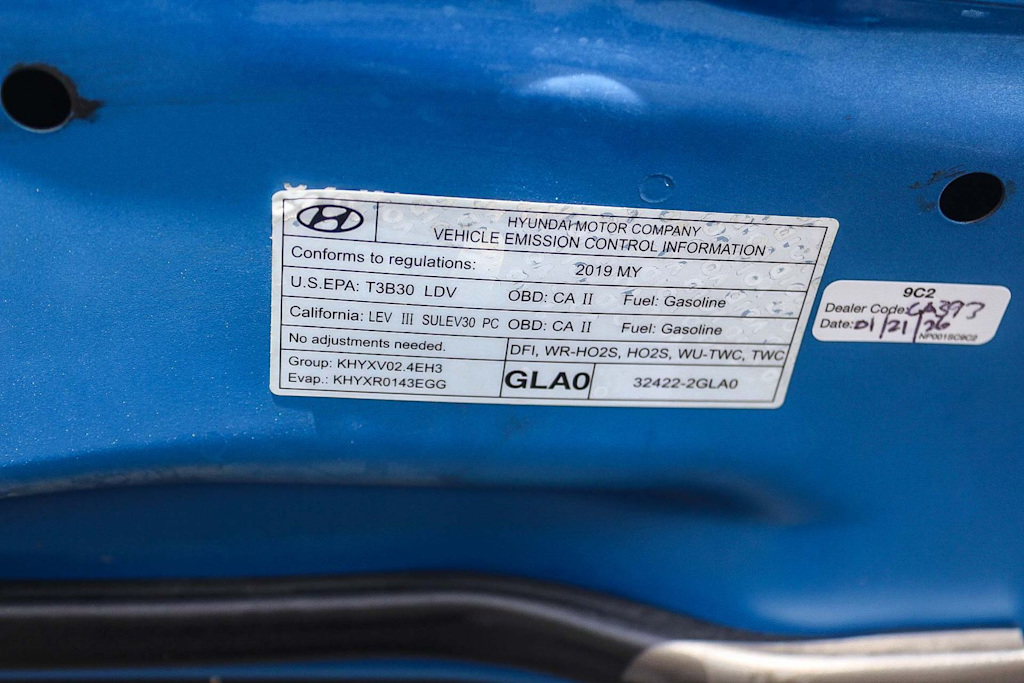 HYUNDAI MOTOR COMPANY
VEHICLE EMISSION CONTROL INFORMATION
Conforms to regulations: 2019 MY
U.S.EPA: T3B30 LDV OBD: CA II Fuel: Gasoline
California: LEV III SULEV30 PC OBD: CA II Fuel: Gasoline
No adjustments needed.
DFI, WR-HO2S, HO2S, WU-TWC, TWC
Group: KHYXV02.4EH3
Evap.: KHYXR0143EGG
GLA0
32422-2GLA0
9C2
Dealer Code: CA393
Date: 01/21/26
NP001SC9C2